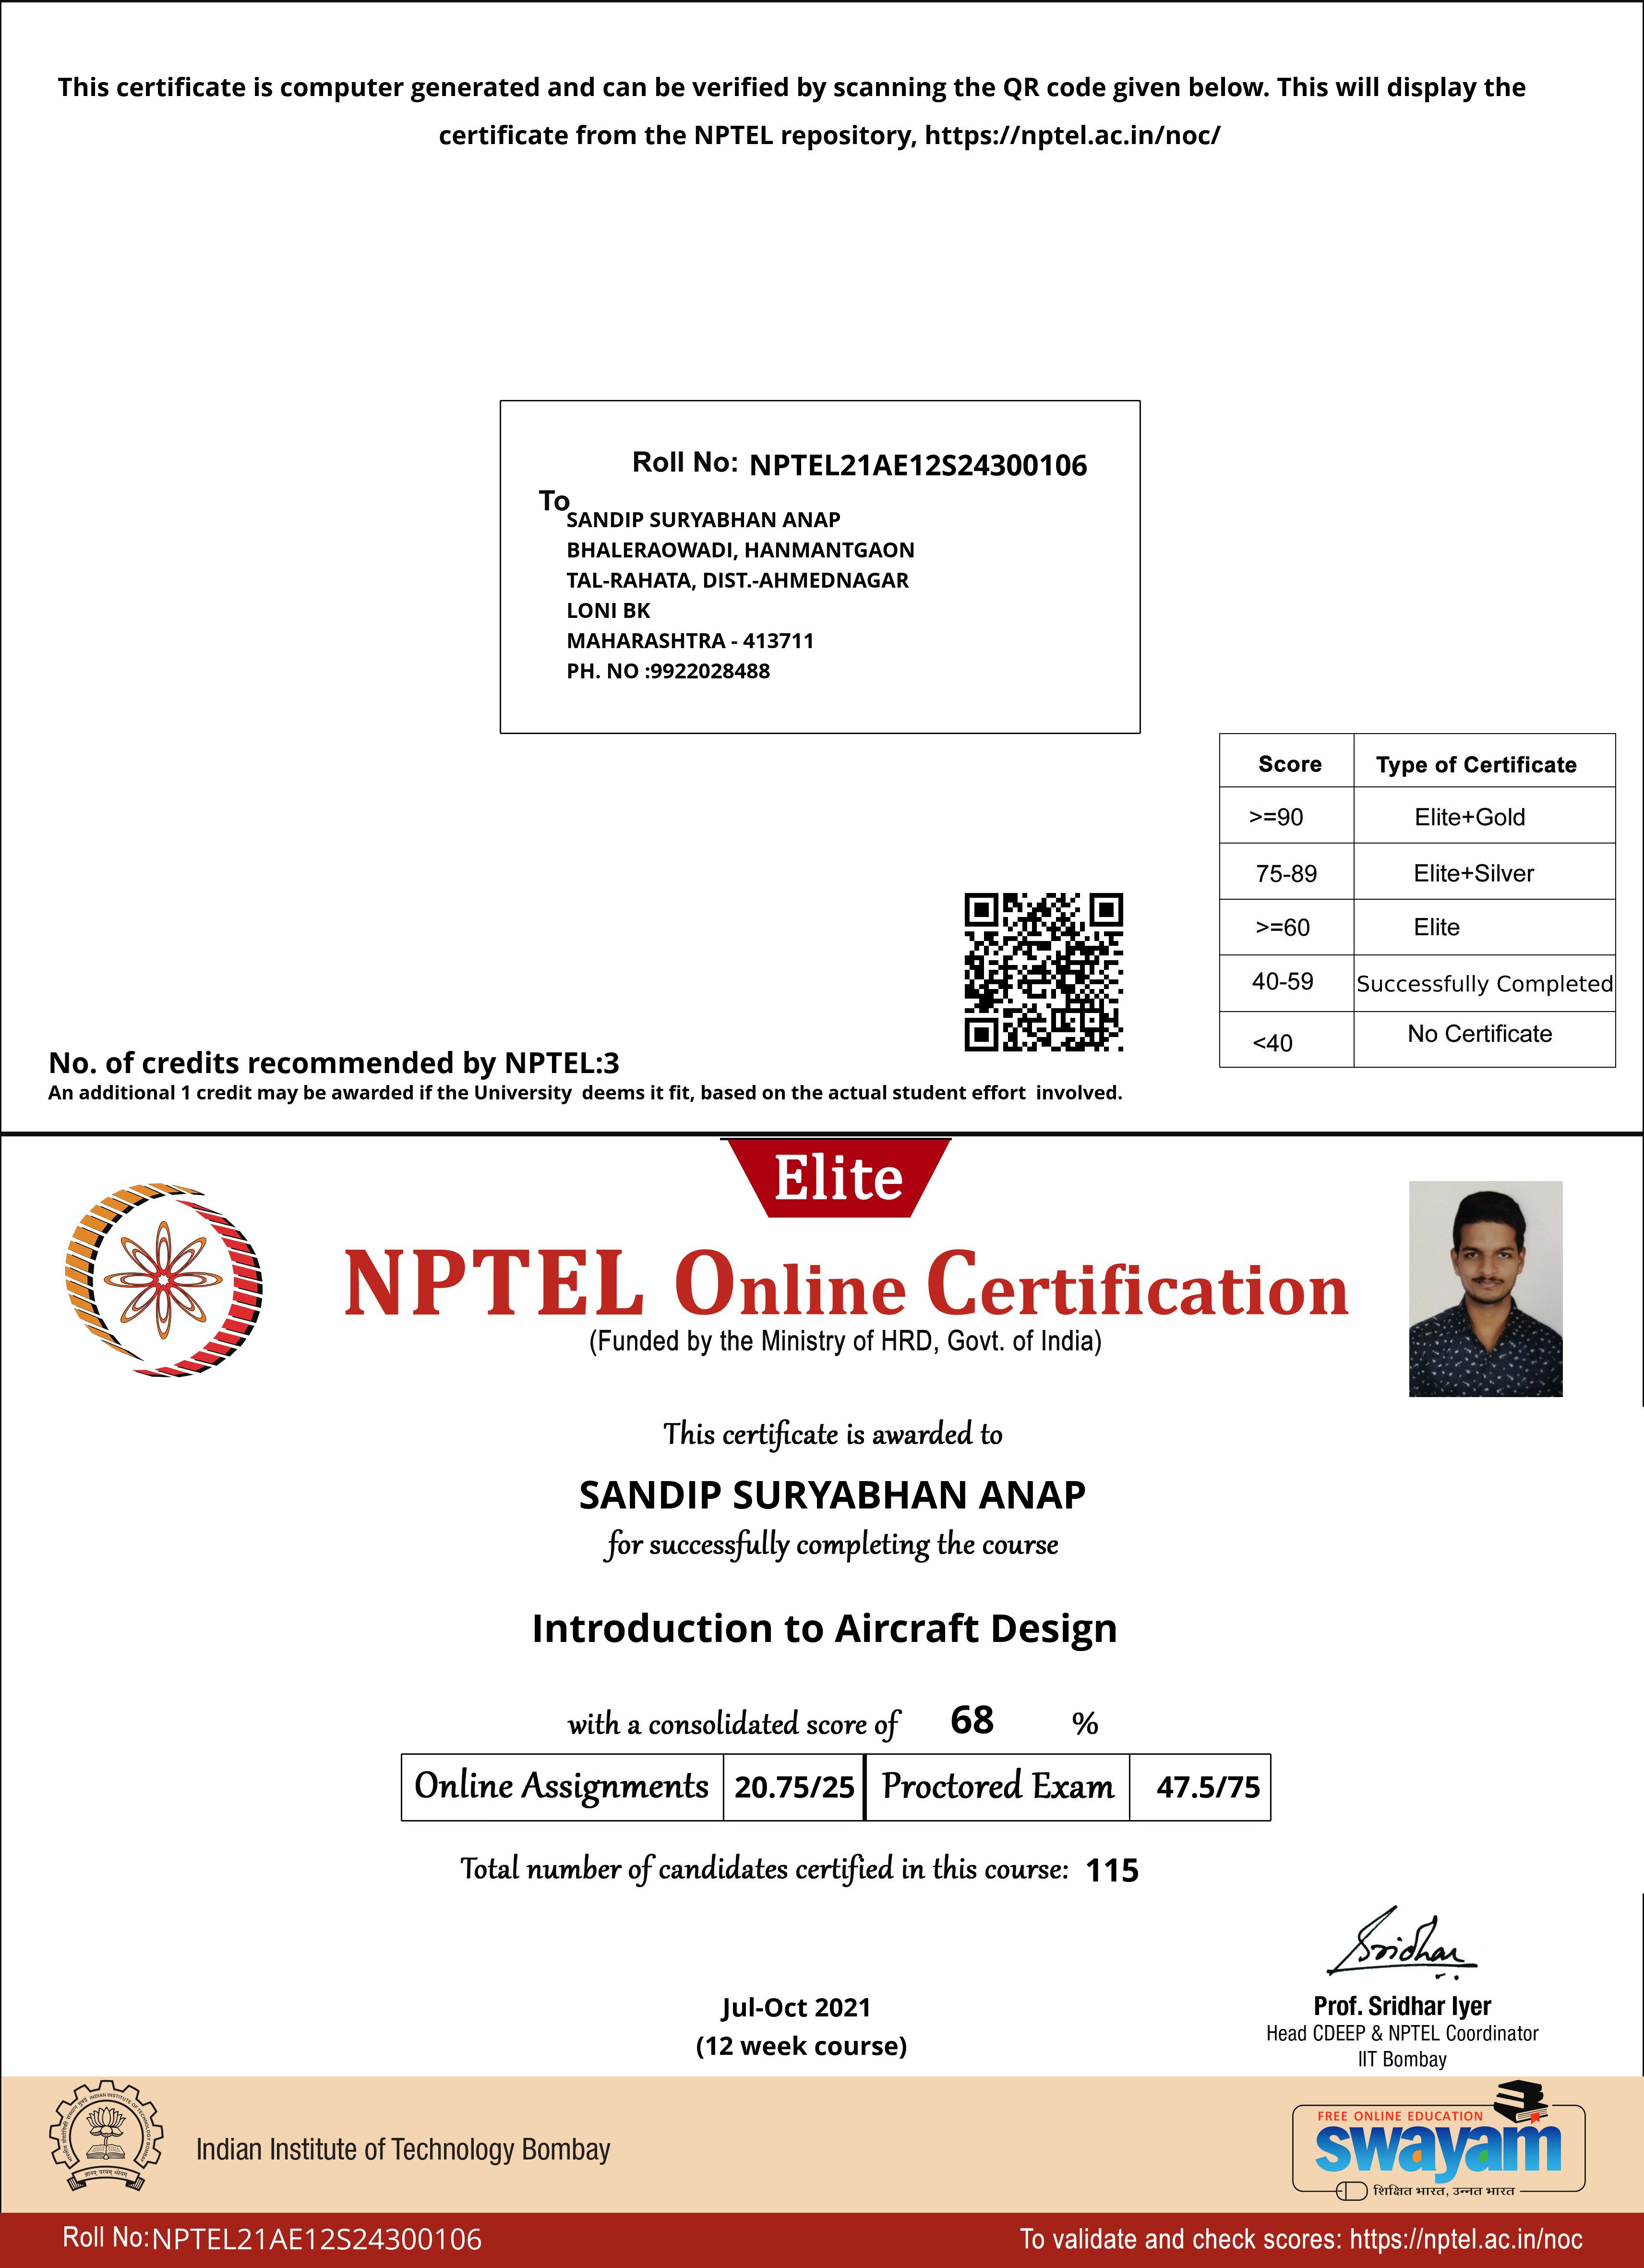 This certificate is computer generated and can be verified by scanning the QR code given below. This will display the
certificate from the NPTEL repository, https://nptel.ac.in/noc/
Roll No: NPTEL21AE12S24300106
To
SANDIP SURYABHAN ANAP
BHALERAOWADI, HANMANTGAON
TAL-RAHATA, DIST.-AHMEDNAGAR
LONI BK
MAHARASHTRA - 413711
PH. NO :9922028488
Score Type of Certificate
>=90 Elite+Gold
75-89 Elite+Silver
>=60 Elite
40-59 Successfully Completed
<40 No Certificate
No. of credits recommended by NPTEL:3
An additional 1 credit may be awarded if the University deems it fit, based on the actual student effort involved.
Elite
NPTEL Online Certification
(Funded by the Ministry of HRD, Govt. of India)
This certificate is awarded to
SANDIP SURYABHAN ANAP
for successfully completing the course
Introduction to Aircraft Design
with a consolidated score of 68 %
Online Assignments 20.75/25 Proctored Exam 47.5/75
Total number of candidates certified in this course: 115
Sridhar
Jul-Oct 2021
(12 week course)
Prof. Sridhar Iyer
Head CDEEP & NPTEL Coordinator
IIT Bombay
INDIAN INSTITUTE OF TECHNOLOGY BOMBAY
ज्ञानम् परमम् ध्येयम्
Indian Institute of Technology Bombay
FREE ONLINE EDUCATION
swayam
शिक्षित भारत, उन्नत भारत
Roll No: NPTEL21AE12S24300106
To validate and check scores: https://nptel.ac.in/noc